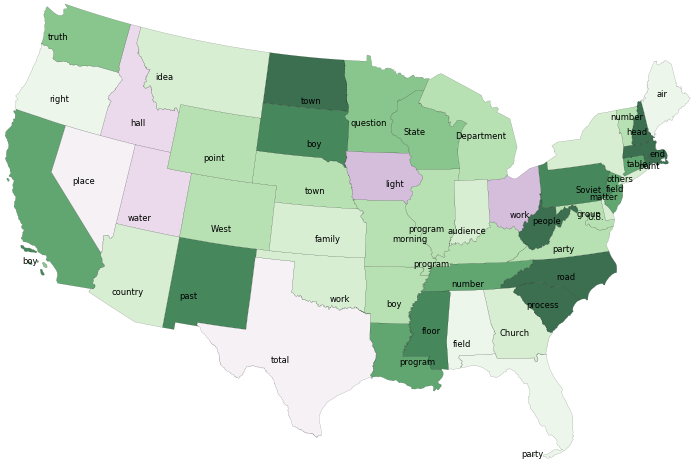 truth
air
idea
right
town
number
question
hall
State
head
Department
boy
point
end
table
point
place
others
light
Soviet
field
town
matter
water
work
group
U.S.
people
West
program
audience
family
morning
party
boy
program
road
number
country
past
work
boy
process
floor
Church
field
total
program
party